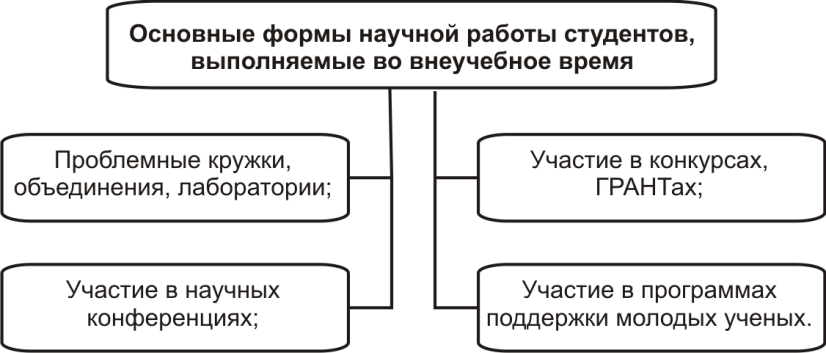 Основные формы научной работы студентов,
выполняемые во внеучебное время
Проблемные кружки,
объединения, лаборатории;
Участие в конкурсах,
ГРАНТах;
Участие в научных
конференциях;
Участие в программах
поддержки молодых ученых.